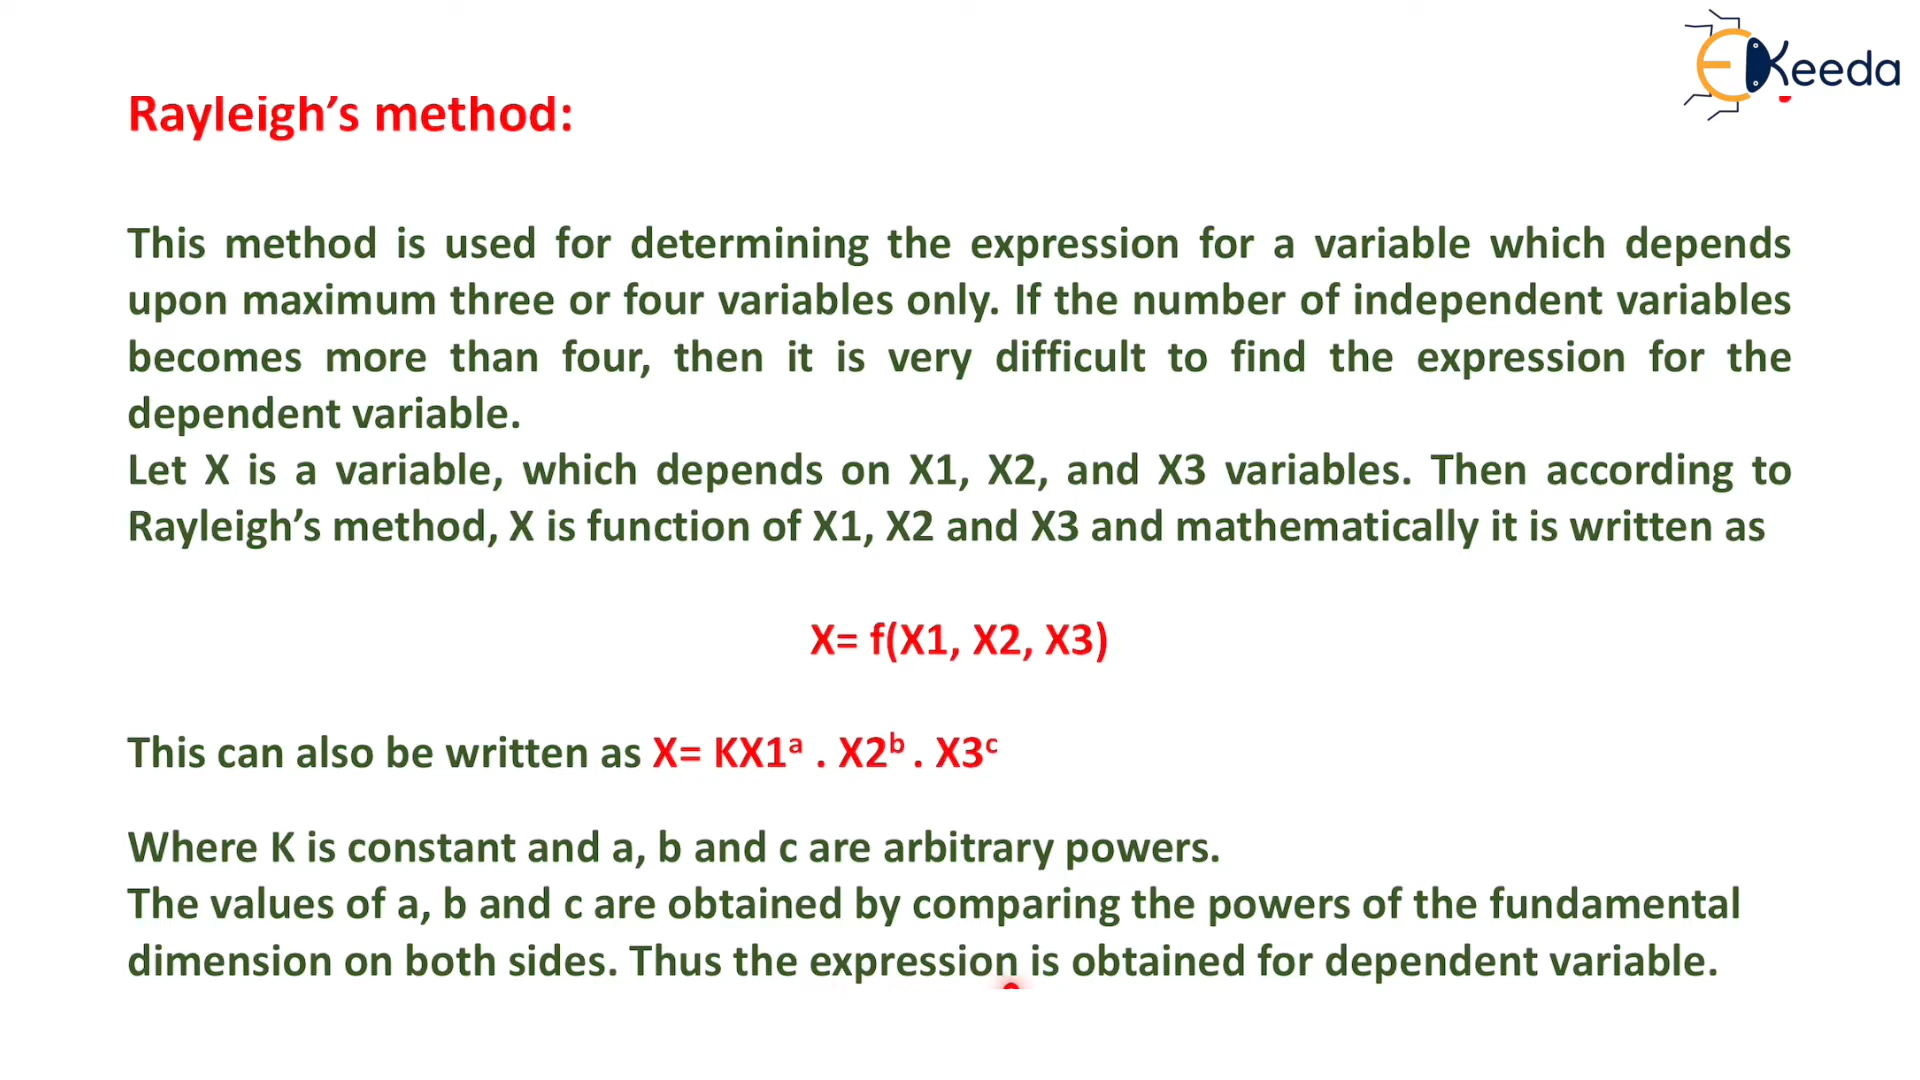 EKeeda
Rayleigh’s method:
This method is used for determining the expression for a variable which depends
upon maximum three or four variables only. If the number of independent variables
becomes more than four, then it is very difficult to find the expression for the
dependent variable.
Let X is a variable, which depends on X1, X2, and X3 variables. Then according to
Rayleigh’s method, X is function of X1, X2 and X3 and mathematically it is written as
X= f(X1, X2, X3)
This can also be written as X= KX1ᵃ . X2ᵇ . X3ᶜ
Where K is constant and a, b and c are arbitrary powers.
The values of a, b and c are obtained by comparing the powers of the fundamental
dimension on both sides. Thus the expression is obtained for dependent variable.